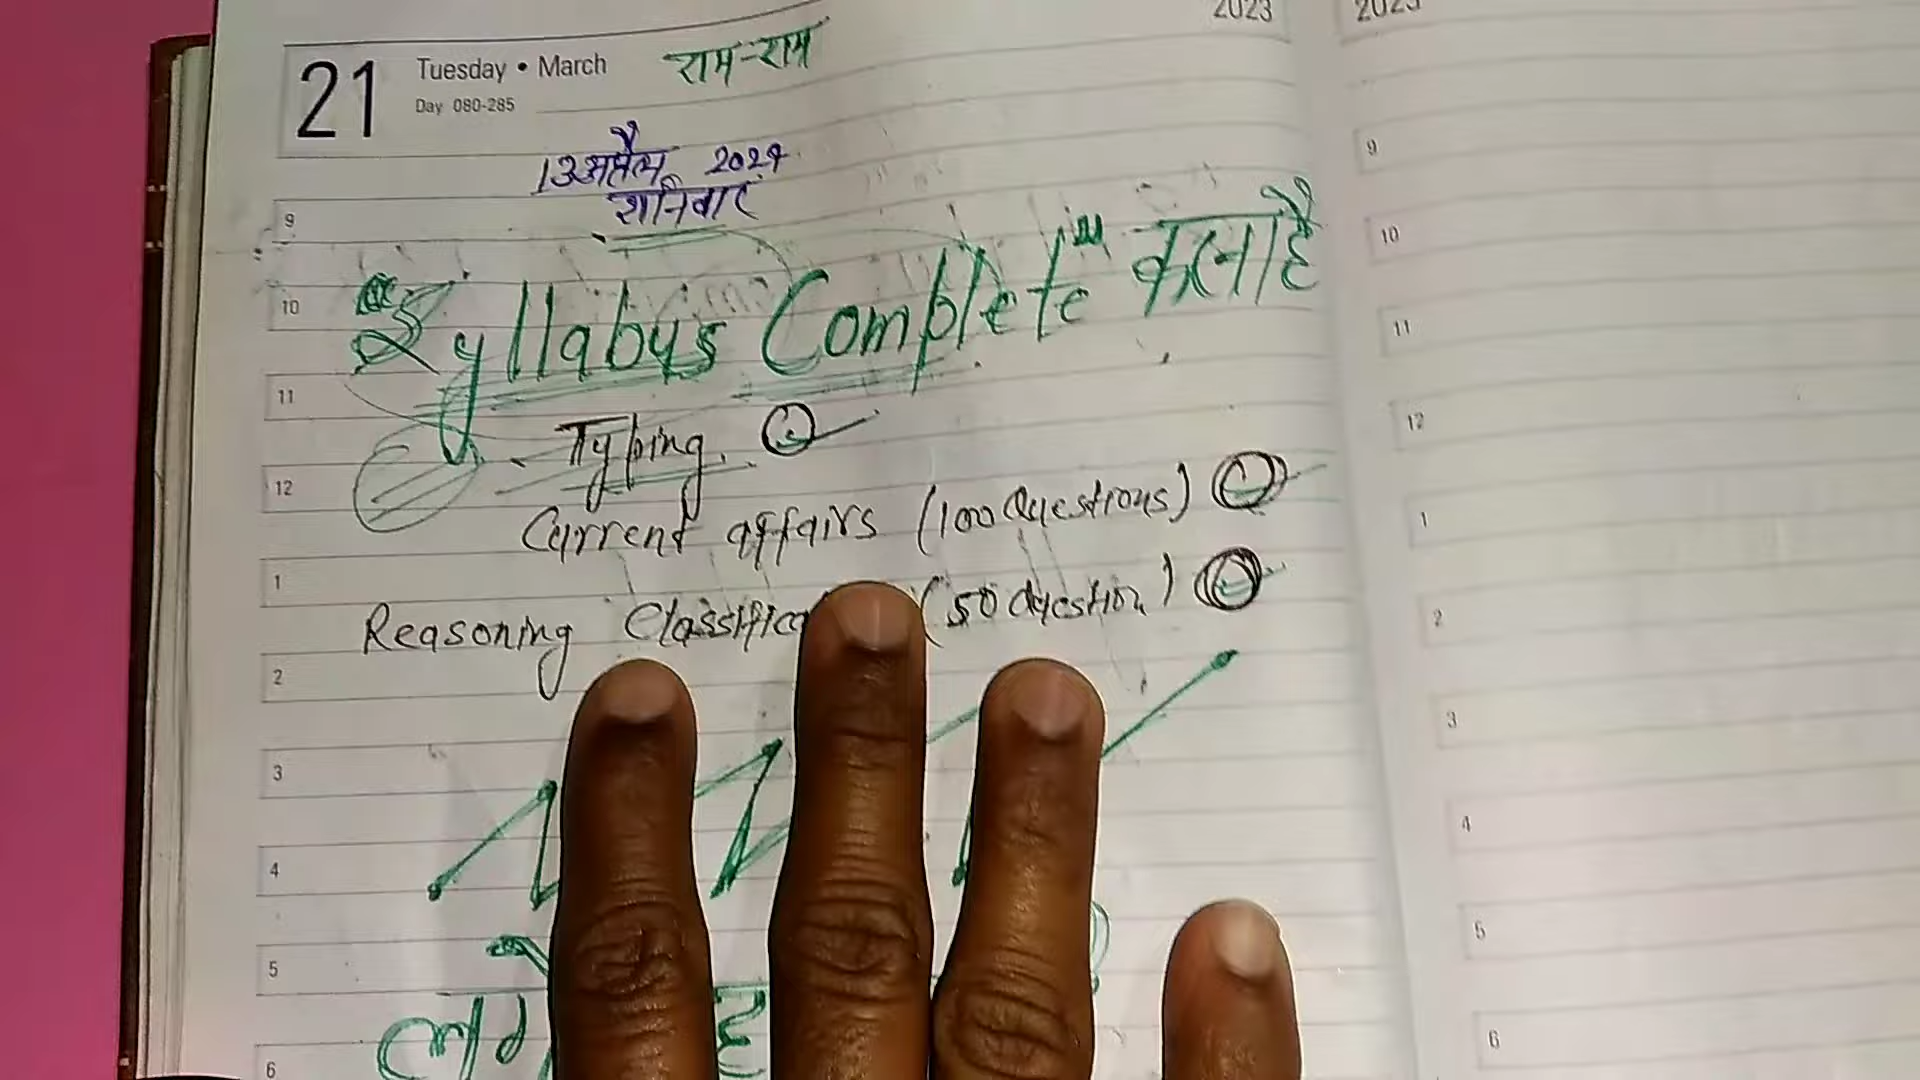 2023
2023
21 Tuesday • March राम-राम
Day 080-285
13 अप्रैल 2024
शनिवार
Syllabus Complete करना है
Typing
Current affairs (100 Questions)
Reasoning (50 Question)
9
10
11
12
1
2
3
4
5
6
9
10
11
12
1
2
3
4
5
6